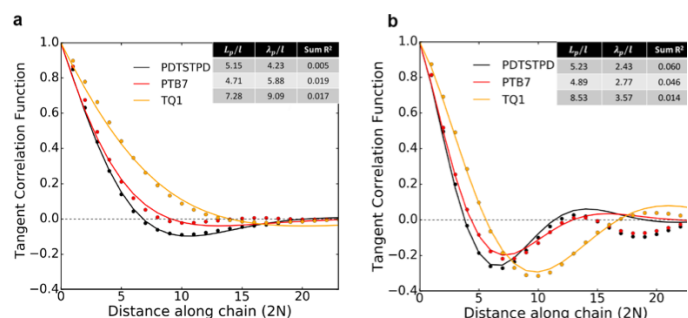 a
b
Tangent Correlation Function
1.0
0.8
0.6
0.4
0.2
0.0
−0.2
−0.4
0
5
10
15
20
Distance along chain (2N)
PDTSTPD
PTB7
TQ1
Lₚ/l λₚ/l Sum R²
5.15 4.23 0.005
4.71 5.88 0.019
7.28 9.09 0.017
Tangent Correlation Function
1.0
0.8
0.6
0.4
0.2
0.0
−0.2
−0.4
0
5
10
15
20
Distance along chain (2N)
PDTSTPD
PTB7
TQ1
Lₚ/l λₚ/l Sum R²
5.23 2.43 0.060
4.89 2.77 0.046
8.53 3.57 0.014